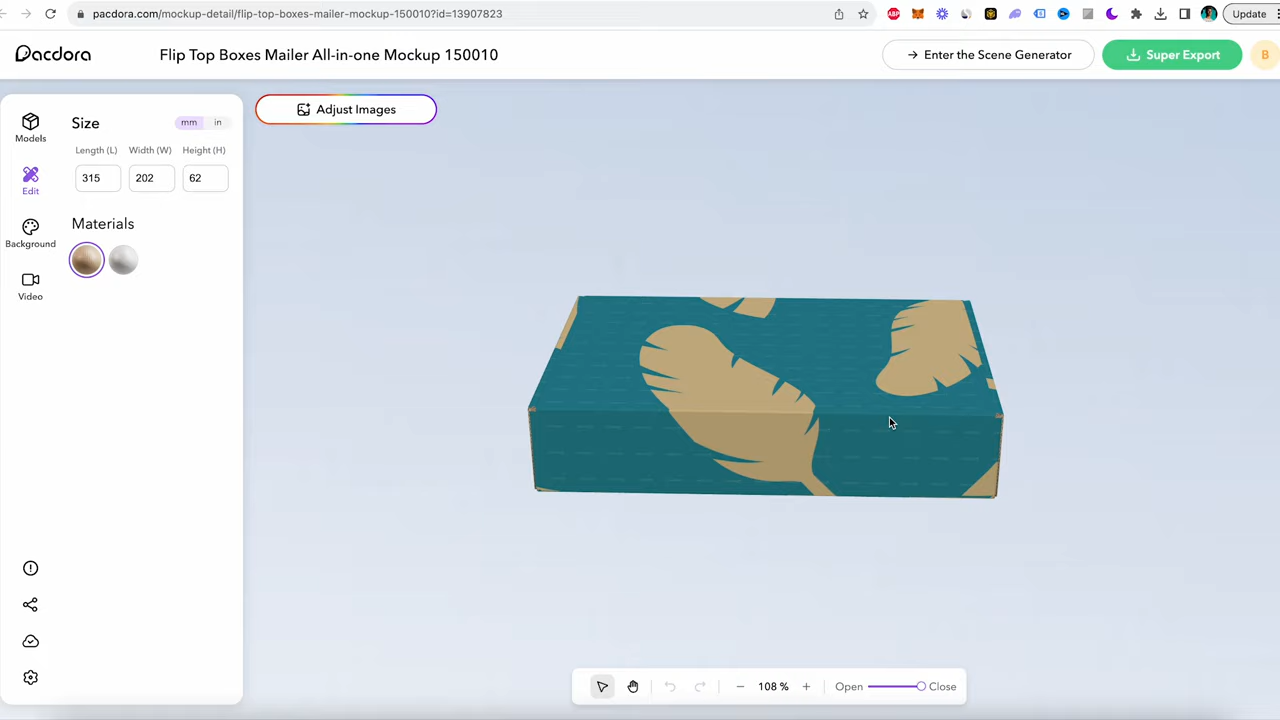 pacdora.com/mockup-detail/flip-top-boxes-mailer-mockup-150010?id=13907823
ABP
Update
Pacdora
Flip Top Boxes Mailer All-in-one Mockup 150010
→ Enter the Scene Generator
Super Export
B
Models
Edit
Background
Video
Size
mm
in
Length (L)
Width (W)
Height (H)
315
202
62
Materials
Adjust Images
− 108 % +
Open
Close